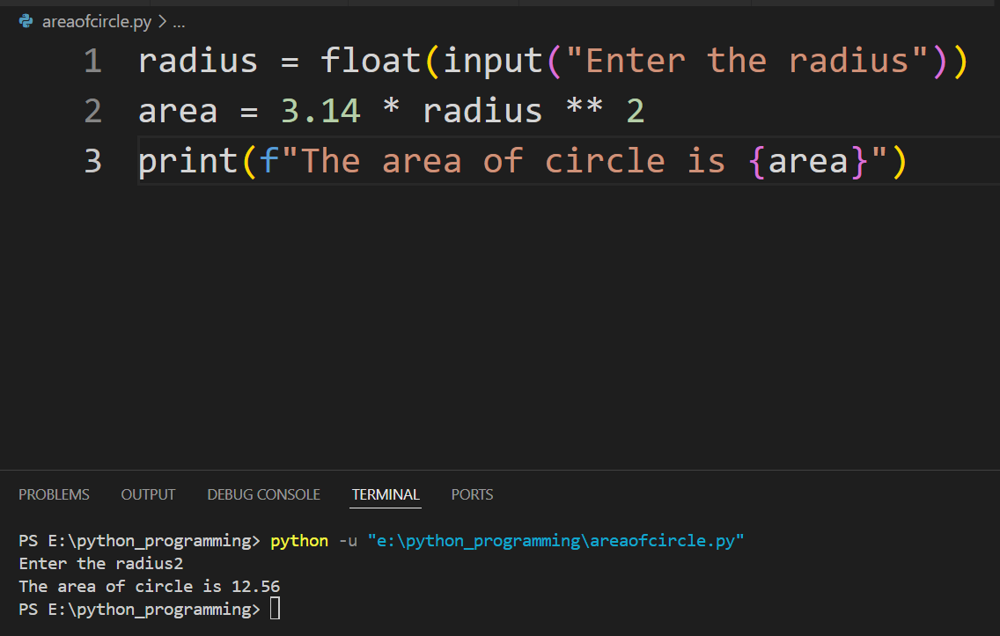 areaofcircle.py > ...
1 radius = float(input("Enter the radius"))
2 area = 3.14 * radius ** 2
3 print(f"The area of circle is {area}")
PROBLEMS OUTPUT DEBUG CONSOLE TERMINAL PORTS
PS E:\python_programming> python -u "e:\python_programming\areaofcircle.py"
Enter the radius2
The area of circle is 12.56
PS E:\python_programming>